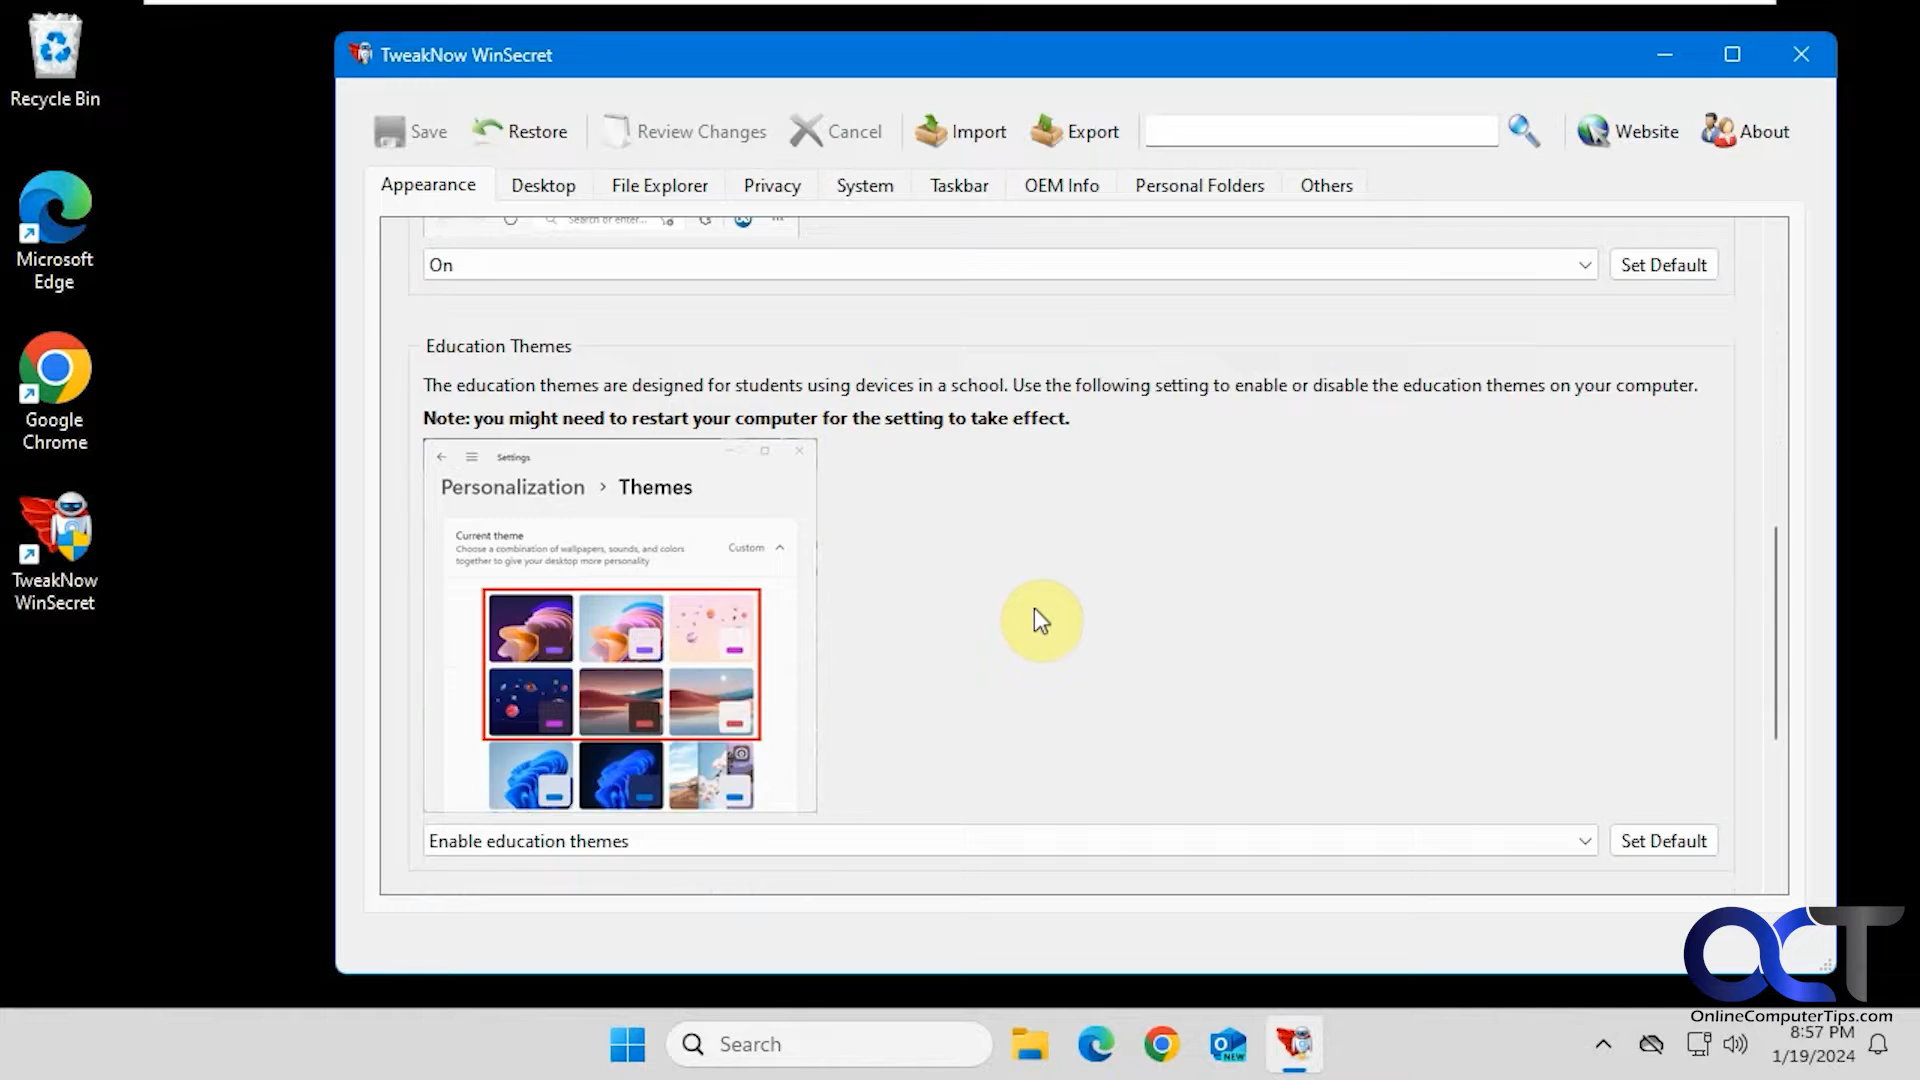 Recycle Bin
Microsoft
Edge
Google
Chrome
TweakNow
WinSecret
TweakNow WinSecret
Save
Restore
Review Changes
Cancel
Import
Export
Website
About
Appearance
Desktop
File Explorer
Privacy
System
Taskbar
OEM Info
Personal Folders
Others
Search or enter...
On
Set Default
Education Themes
The education themes are designed for students using devices in a school. Use the following setting to enable or disable the education themes on your computer.
Note: you might need to restart your computer for the setting to take effect.
Settings
Personalization > Themes
Current theme
Choose a combination of wallpapers, sounds, and colors
together to give your desktop more personality
Custom
Enable education themes
Set Default
OCT
OnlineComputerTips.com
Search
NEW
8:57 PM
1/19/2024